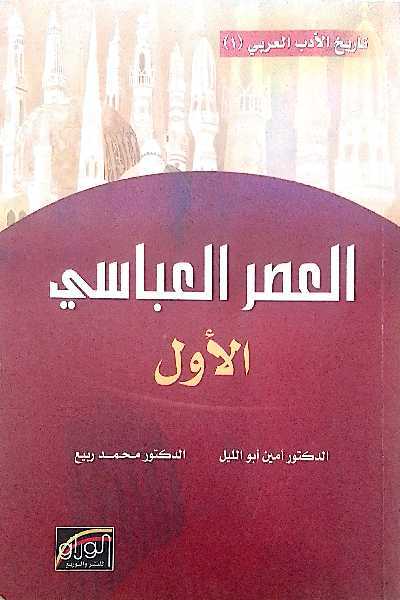 تاريخ الأدب العربي (١)
العصر العباسي
الأول
الدكتور أمين أبو الليل
الدكتور محمد ربيع
الوراق
للنشر والتوزيع